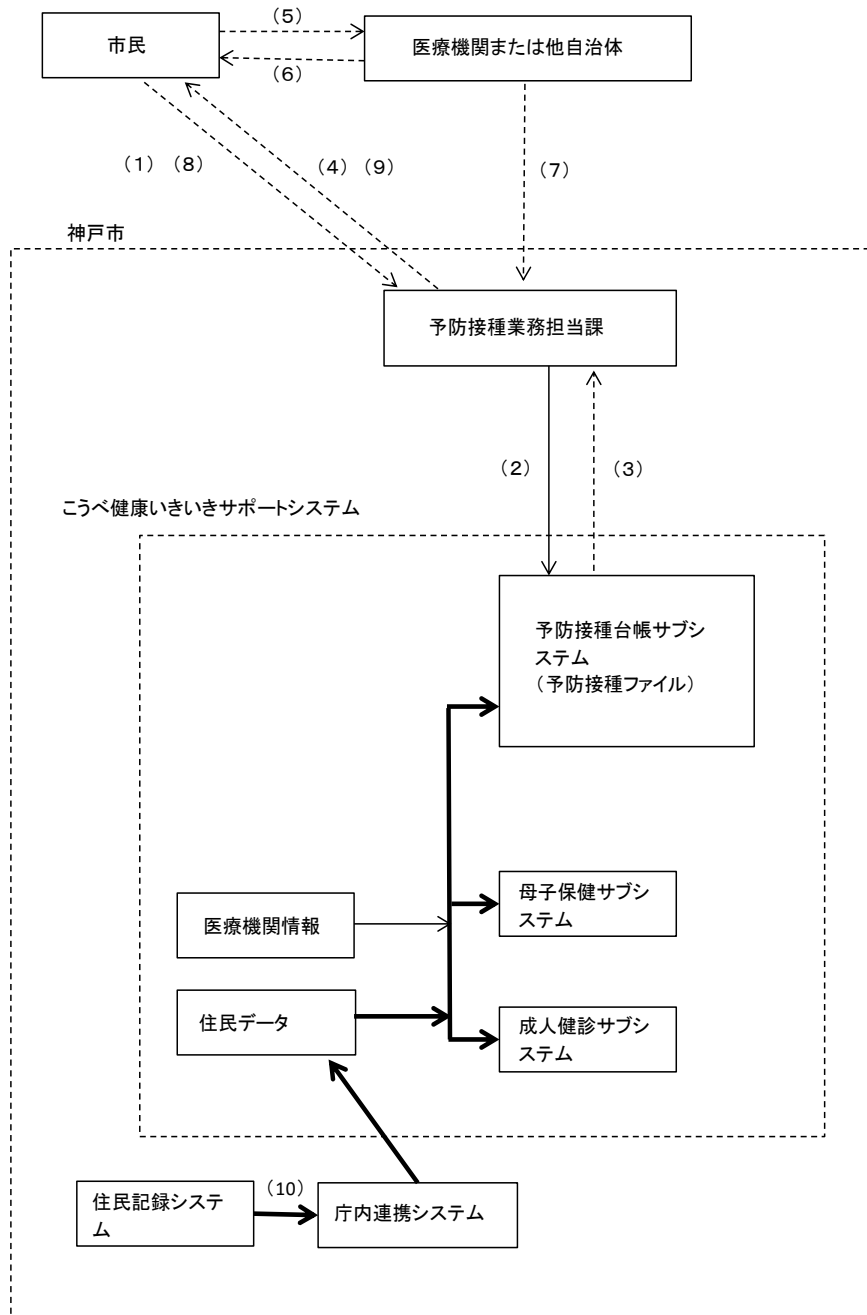 （５）
市民
医療機関または他自治体
（６）
（１）（８）
（４）（９）
（７）
神戸市
予防接種業務担当課
（２）
（３）
こうべ健康いきいきサポートシステム
予防接種台帳サブシ
ステム
（予防接種ファイル）
母子保健サブシ
ステム
医療機関情報
住民データ
成人健診サブシ
ステム
（10）
住民記録システ
ム
庁内連携システム